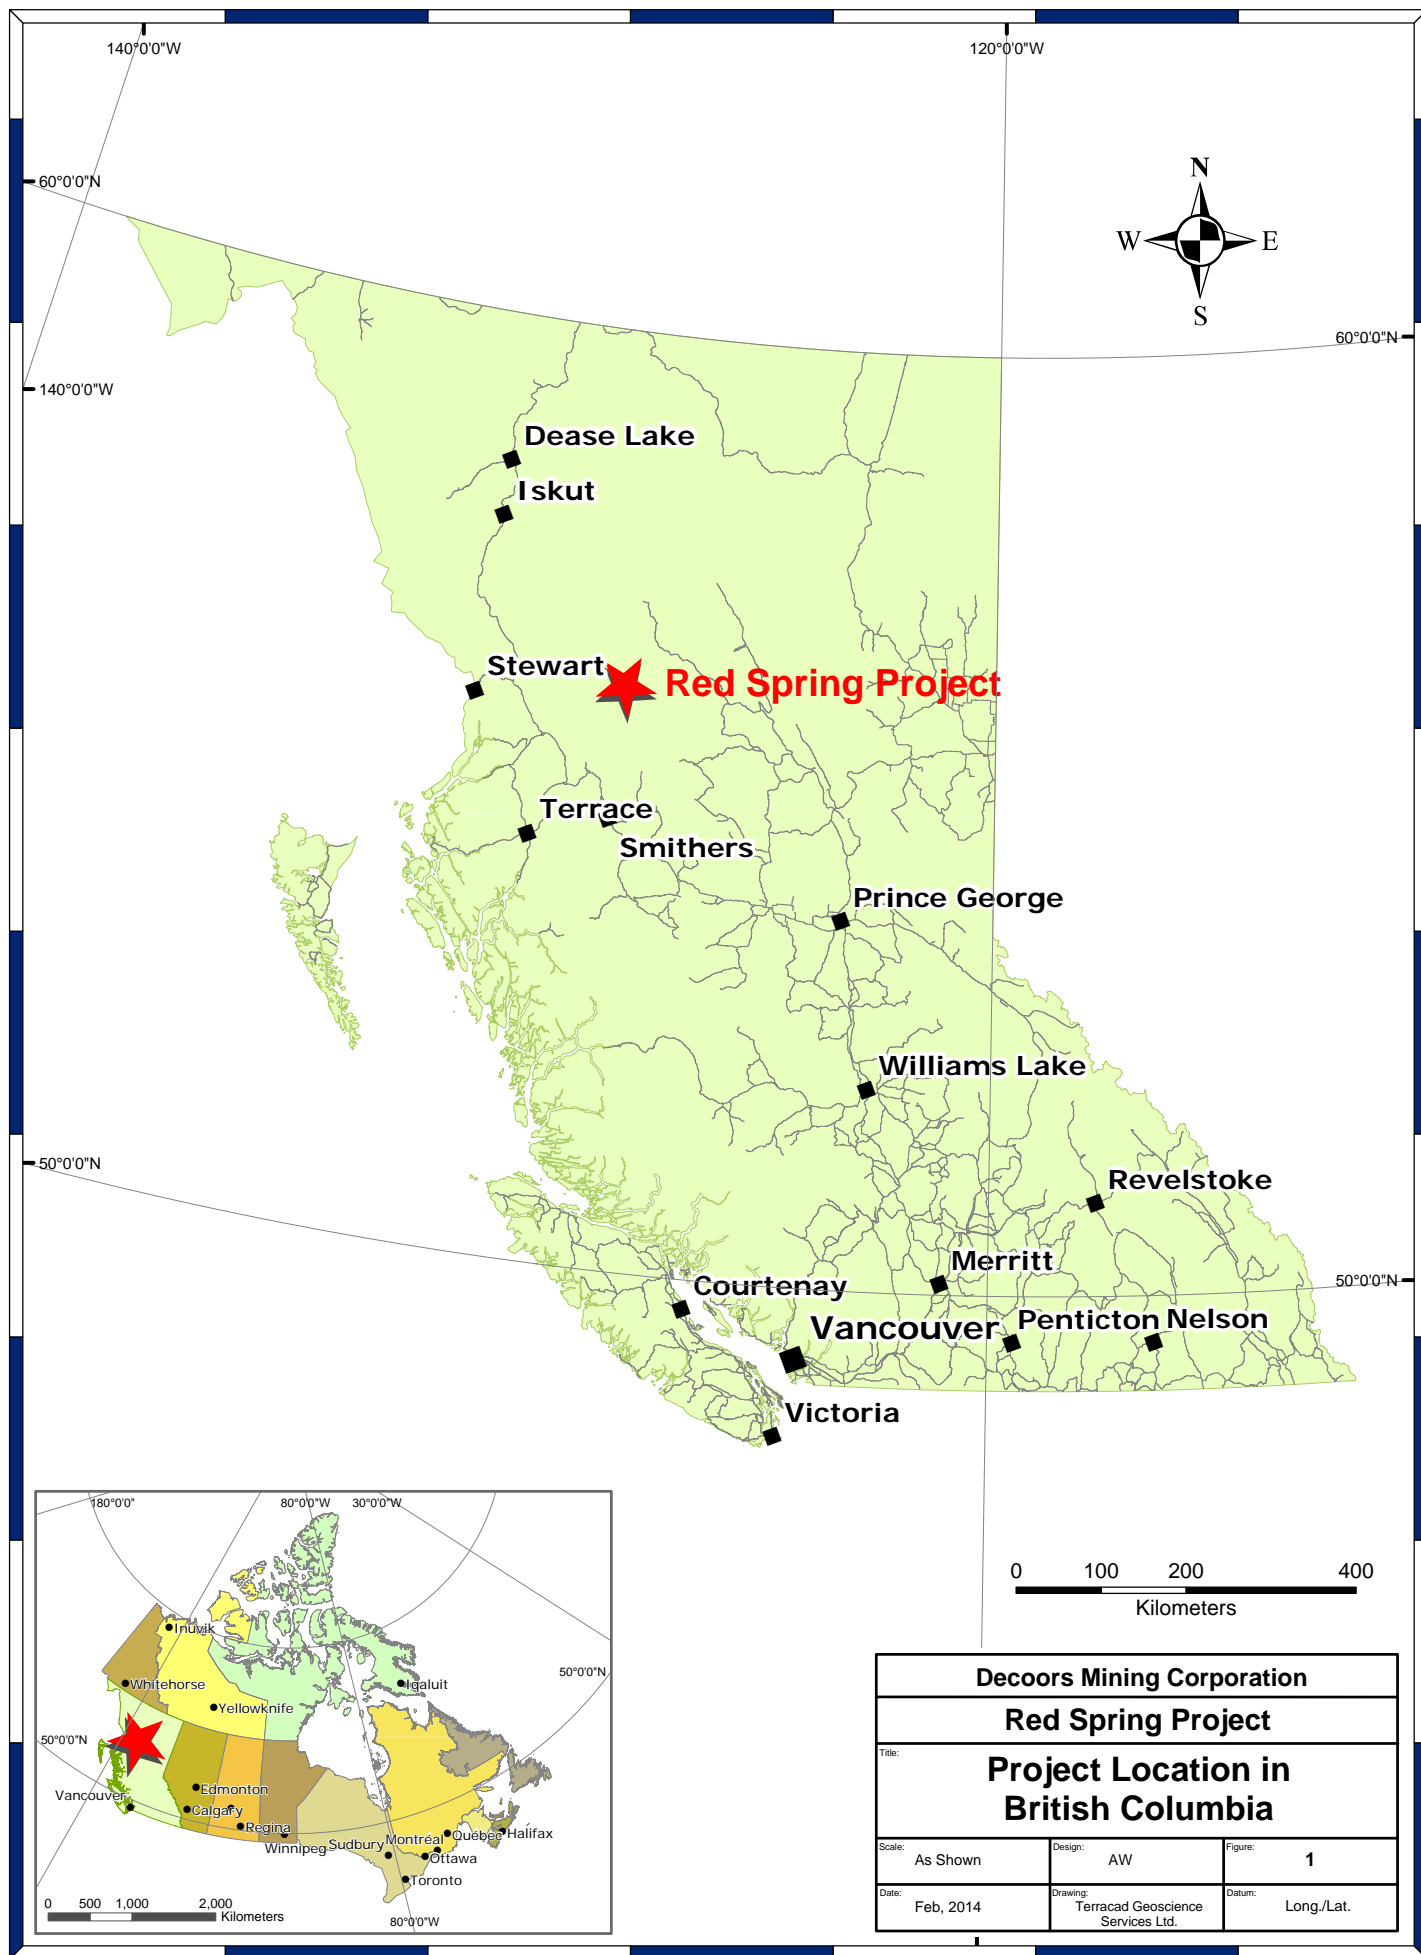 140°0'0"W
120°0'0"W
60°0'0"N
N
W
E
S
60°0'0"N
140°0'0"W
Dease Lake
Iskut
Stewart
Red Spring Project
Terrace
Smithers
Prince George
Williams Lake
50°0'0"N
Revelstoke
Merritt
50°0'0"N
Courtenay
Vancouver
Penticton
Nelson
Victoria
180°0'0"
80°0'0"W
30°0'0"W
Inuvik
Whitehorse
Yellowknife
Iqaluit
50°0'0"N
50°0'0"N
Vancouver
Edmonton
Calgary
Regina
Winnipeg
Sudbury
Montréal
Québec
Halifax
Ottawa
Toronto
0 500 1,000 2,000
Kilometers
80°0'0"W
0 100 200 400
Kilometers
Decoors Mining Corporation
Red Spring Project
Title:
Project Location in
British Columbia
Scale:
As Shown
Design:
AW
Figure:
1
Date:
Feb, 2014
Drawing:
Terracad Geoscience
Services Ltd.
Datum:
Long./Lat.